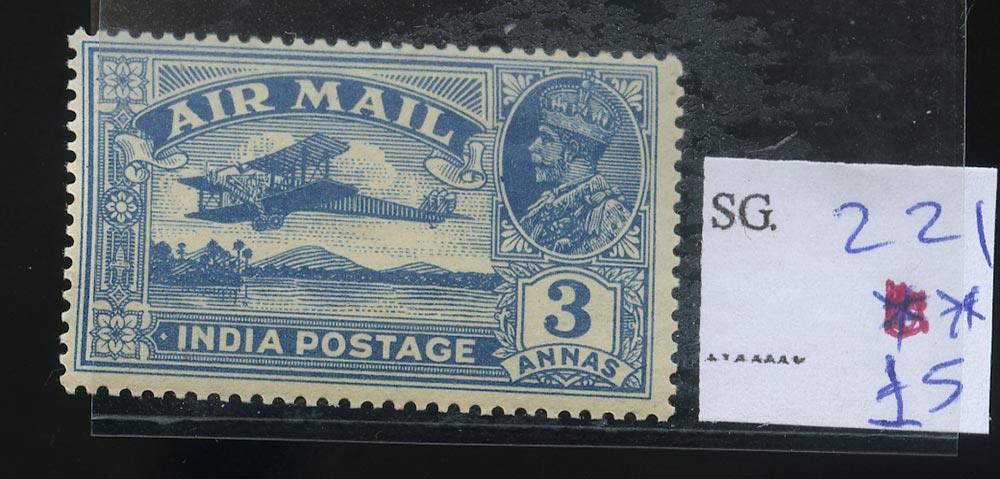 AIR MAIL
3
ANNAS
INDIA POSTAGE
SG. 221
**
£5